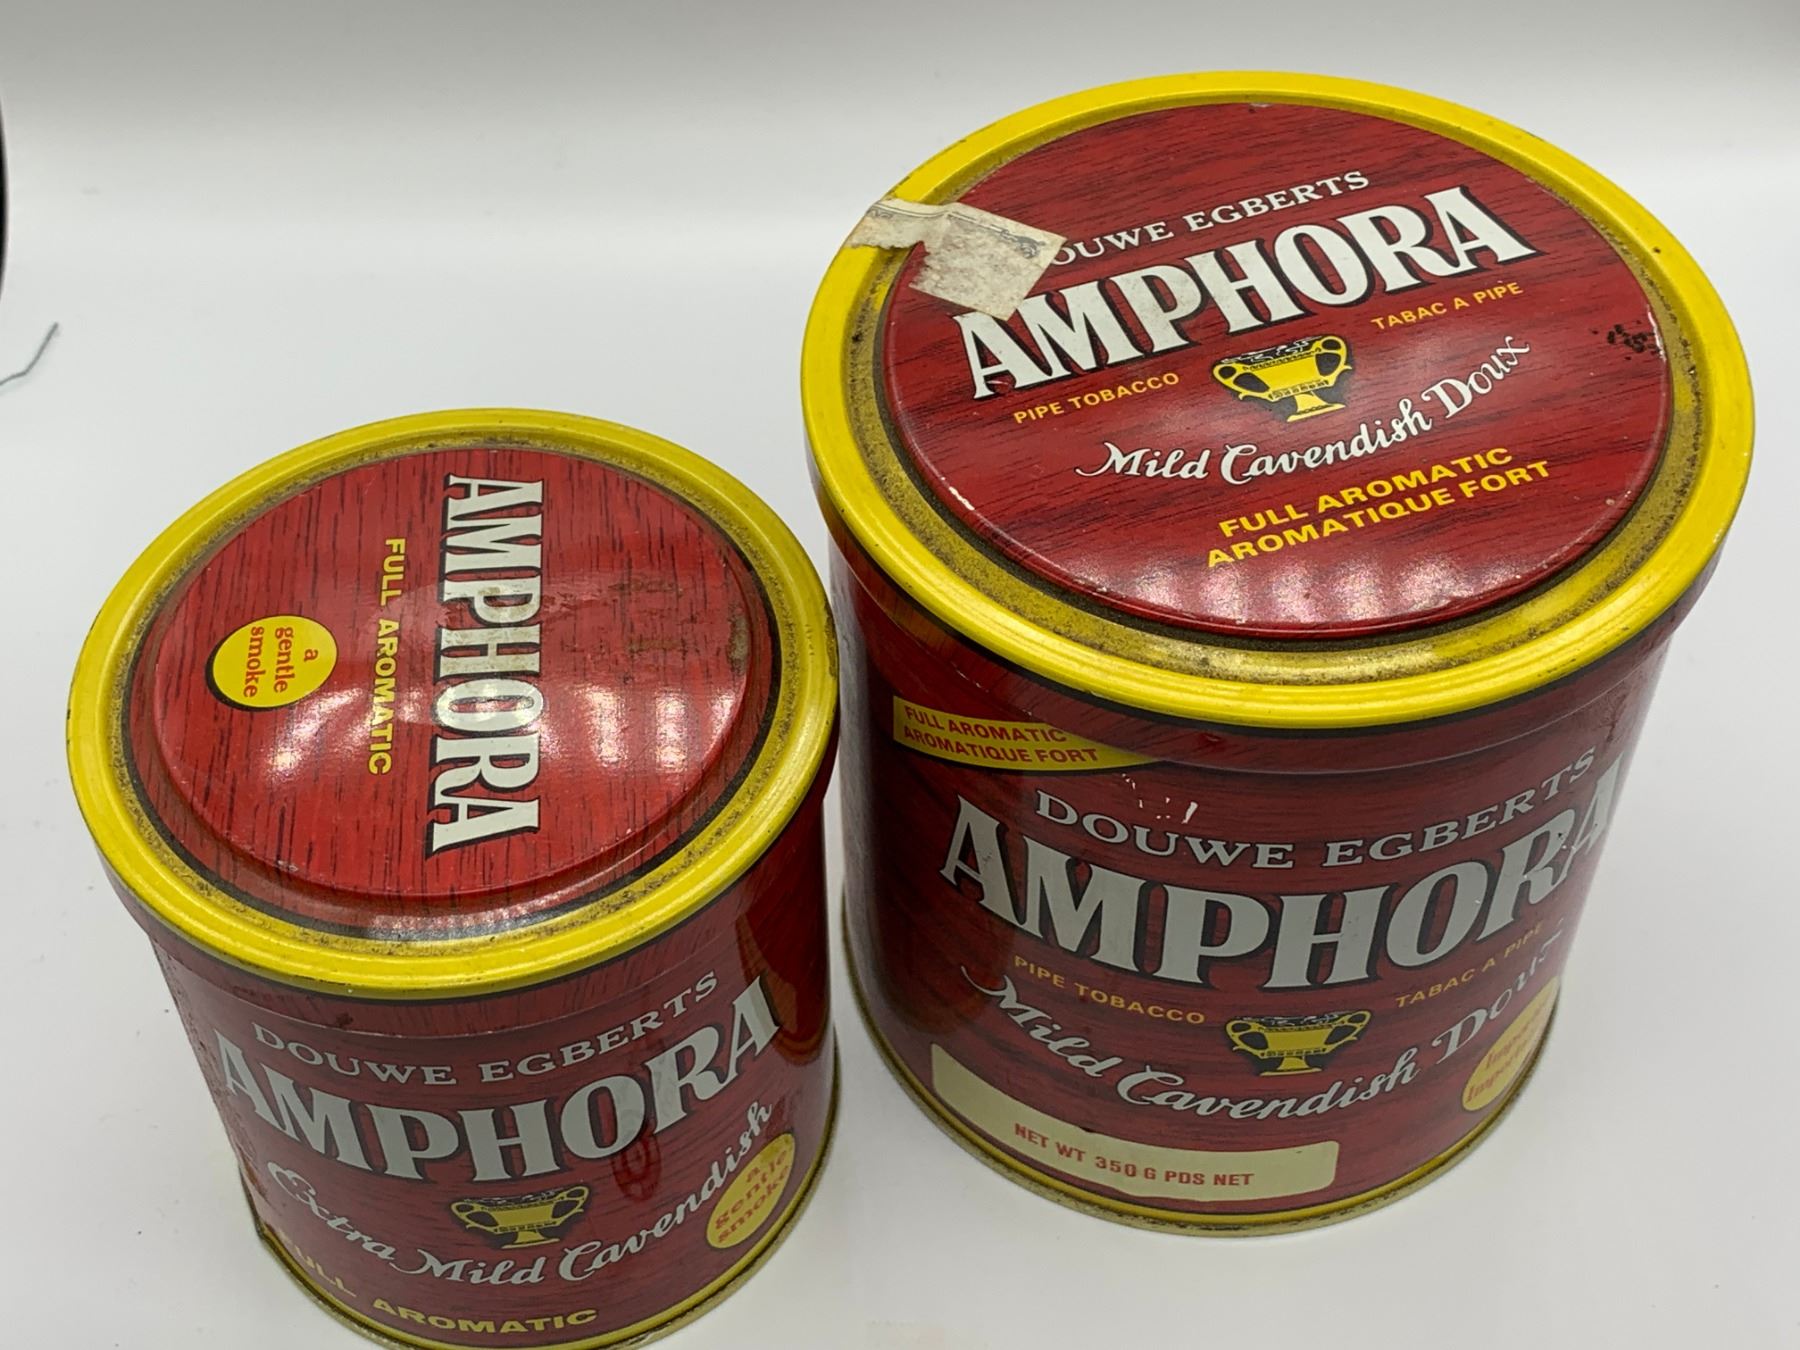 AMPHORA
FULL AROMATIC
a
gentle
smoke
DOUWE EGBERTS
AMPHORA
Extra Mild Cavendish
a
gentle
smoke
FULL AROMATIC
DOUWE EGBERTS
AMPHORA
PIPE TOBACCO
TABAC A PIPE
Mild Cavendish Doux
FULL AROMATIC
AROMATIQUE FORT
FULL AROMATIC
AROMATIQUE FORT
DOUWE EGBERTS
AMPHORA
PIPE TOBACCO
TABAC A PIPE
Mild Cavendish Doux
NET WT 350 G PDS NET